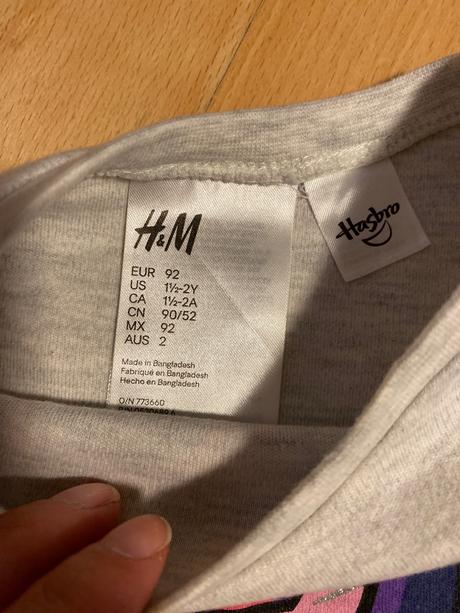 H&M
EUR 92
US 1½-2Y
CA 1½-2A
CN 90/52
MX 92
AUS 2
Made in Bangladesh
Fabriqué en Bangladesh
Hecho en Bangladesh
O/N 773660
Hasbro